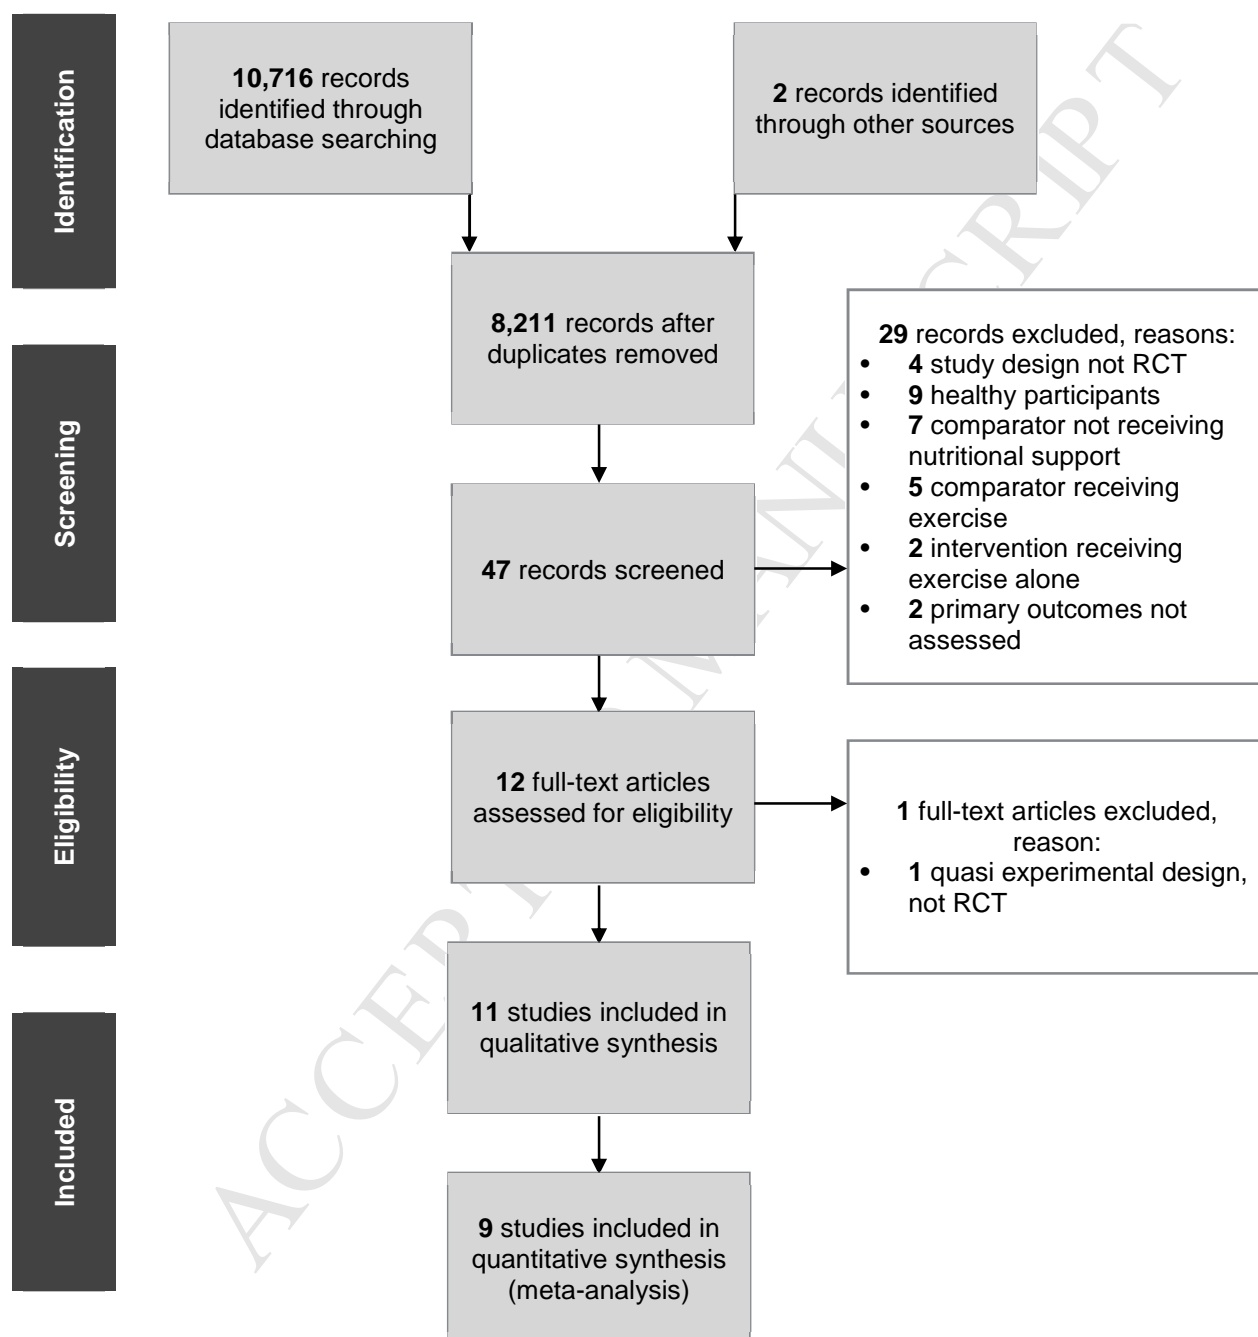 Identification
10,716 records
identified through
database searching
2 records identified
through other sources
8,211 records after
duplicates removed
Screening
47 records screened
29 records excluded, reasons:
• 4 study design not RCT
• 9 healthy participants
• 7 comparator not receiving
nutritional support
• 5 comparator receiving
exercise
• 2 intervention receiving
exercise alone
• 2 primary outcomes not
assessed
Eligibility
12 full-text articles
assessed for eligibility
1 full-text articles excluded,
reason:
• 1 quasi experimental design,
not RCT
Included
11 studies included in
qualitative synthesis
9 studies included in
quantitative synthesis
(meta-analysis)
ACCEPTED MANUSCRIPT